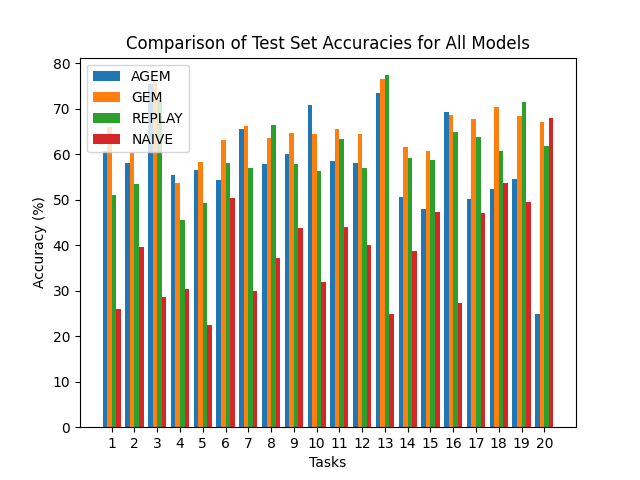 Comparison of Test Set Accuracies for All Models
AGEM
GEM
REPLAY
NAIVE
Accuracy (%)
80
70
60
50
40
30
20
10
0
1 2 3 4 5 6 7 8 9 10 11 12 13 14 15 16 17 18 19 20
Tasks